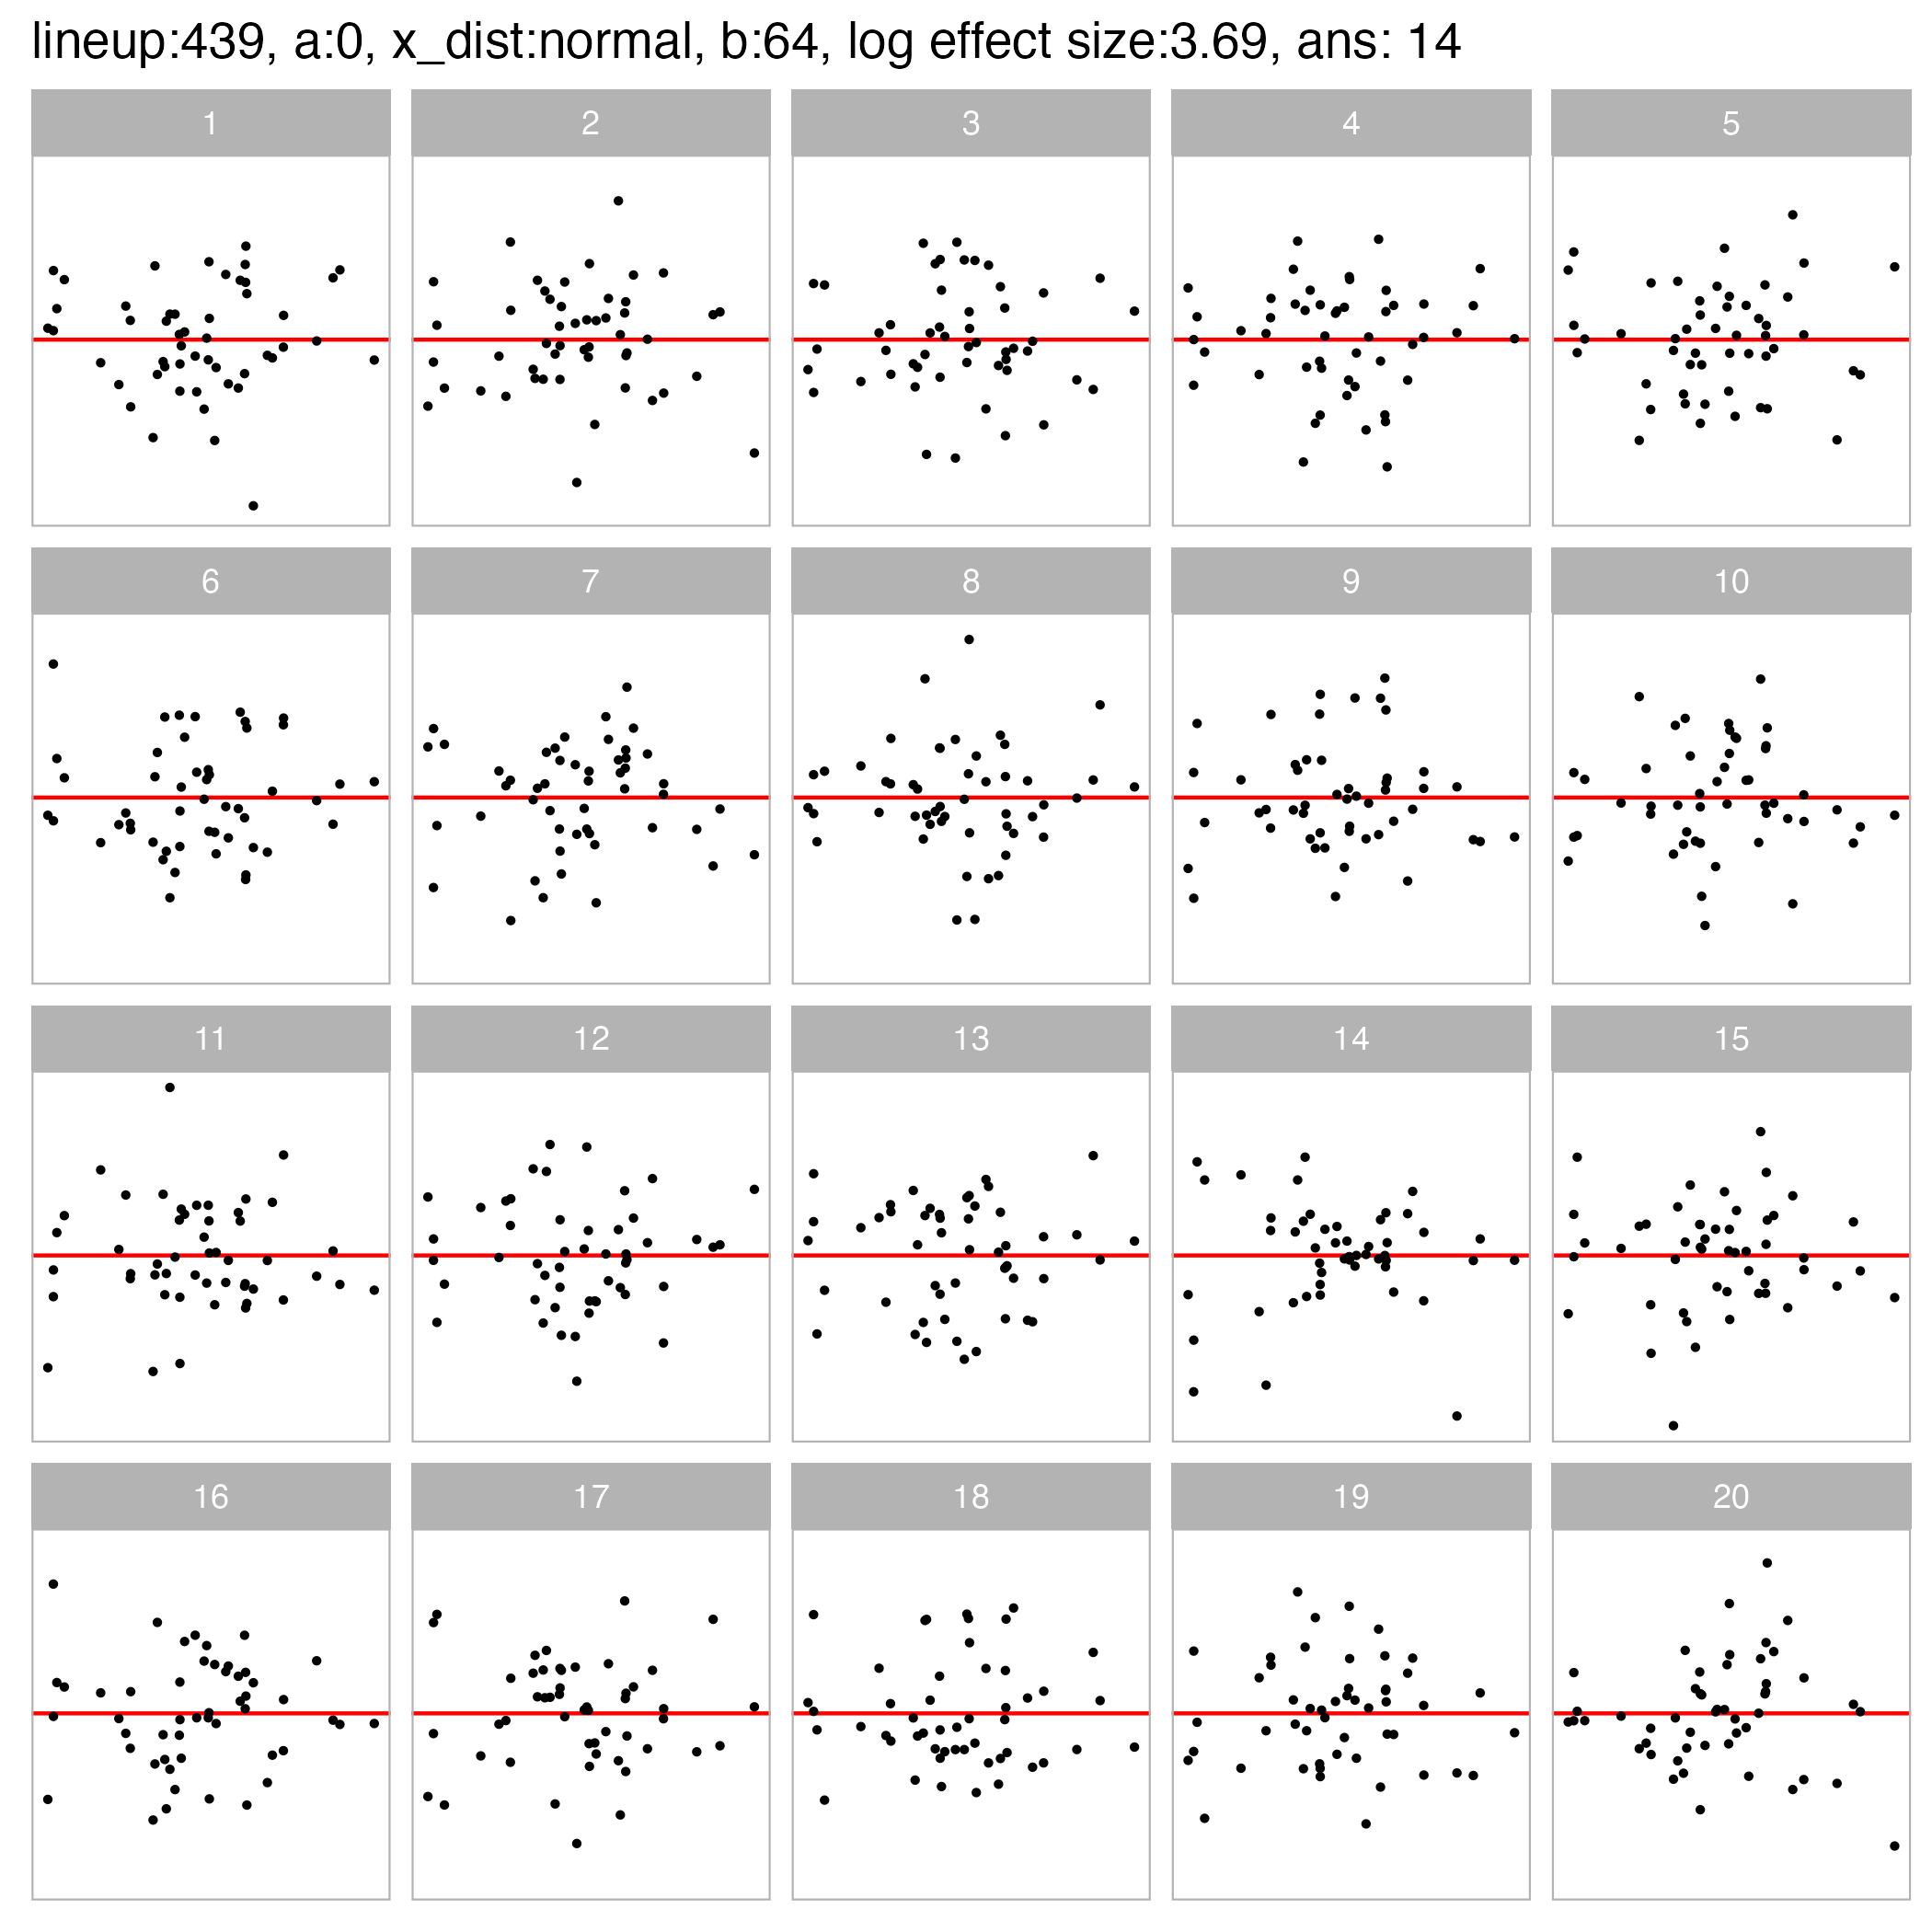 lineup:439, a:0, x_dist:normal, b:64, log effect size:3.69, ans: 14
1 2 3 4 5
6 7 8 9 10
11 12 13 14 15
16 17 18 19 20